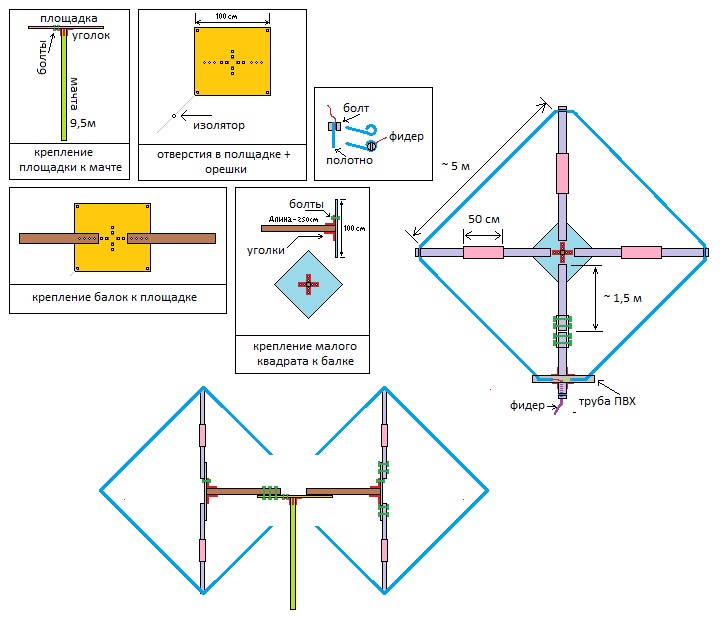 площадка
уголок
болты
мачта
9,5м
крепление
площадки к мачте
100 cm
изолятор
отверстия в полщадке +
орешки
болт
фидер
полотно
крепление балок к площадке
болты
Длина-250см
100 cm
уголки
крепление малого
квадрата к балке
~ 5 м
50 см
~ 1,5 м
фидер
труба ПВХ